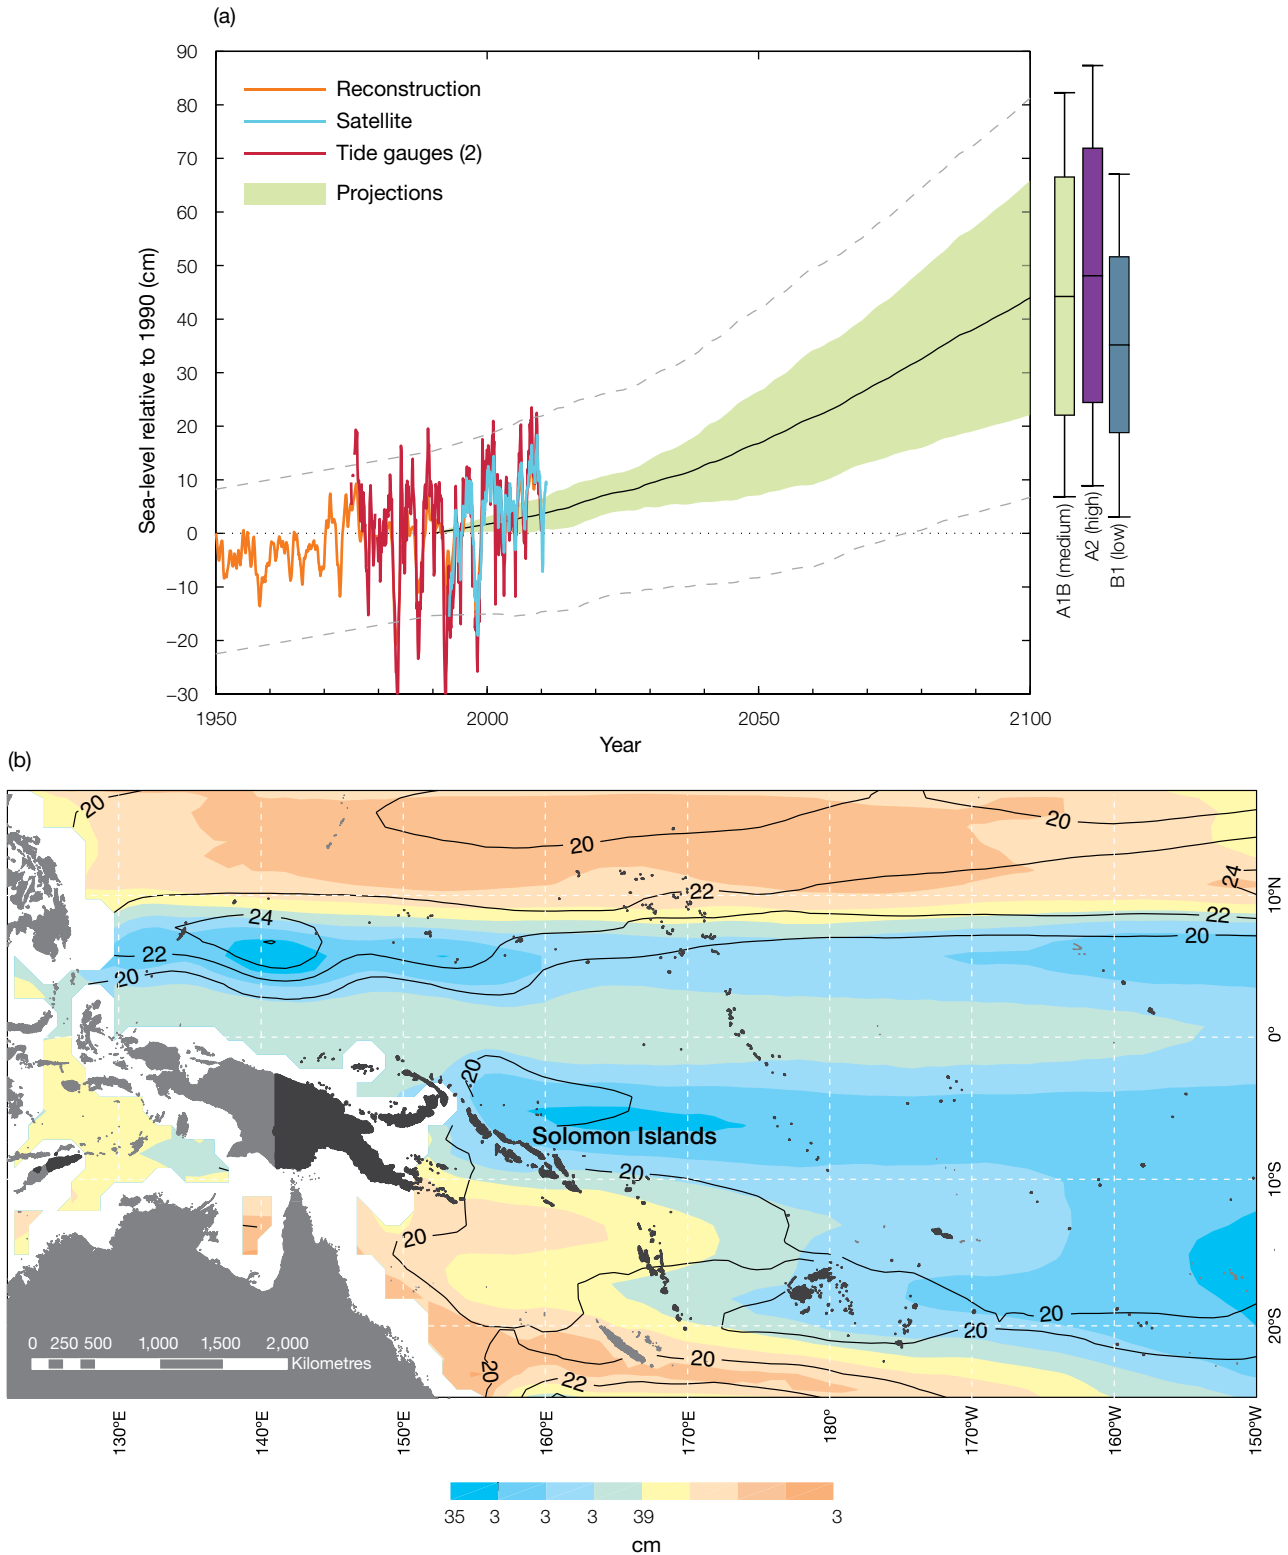 (a)
90
80
70
60
50
40
30
20
10
0
−10
−20
−30
Sea-level relative to 1990 (cm)
Reconstruction
Satellite
Tide gauges (2)
Projections
1950
2000
2050
2100
Year
A1B (medium)
A2 (high)
B1 (low)
(b)
20
20
20
24
22
24
22
22
20
20
20
Solomon Islands
20
20
20
20
20
20
22
0 250 500 1,000 1,500 2,000
Kilometres
10°N
0°
10°S
20°S
130°E
140°E
150°E
160°E
170°E
180°
170°W
160°W
150°W
35 3 3 3 39 3
cm